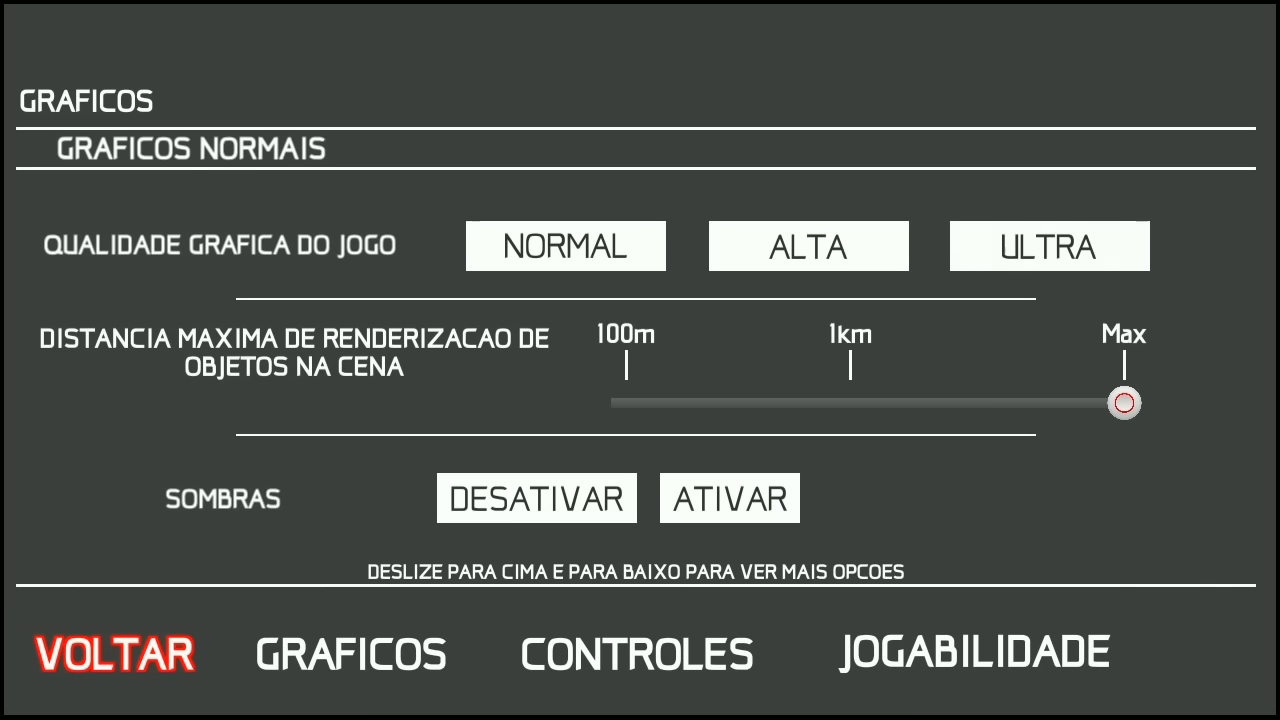 GRAFICOS
GRAFICOS NORMAIS
QUALIDADE GRAFICA DO JOGO NORMAL ALTA ULTRA
DISTANCIA MAXIMA DE RENDERIZACAO DE
OBJETOS NA CENA
100m 1km Max
SOMBRAS DESATIVAR ATIVAR
DESLIZE PARA CIMA E PARA BAIXO PARA VER MAIS OPCOES
VOLTAR GRAFICOS CONTROLES JOGABILIDADE